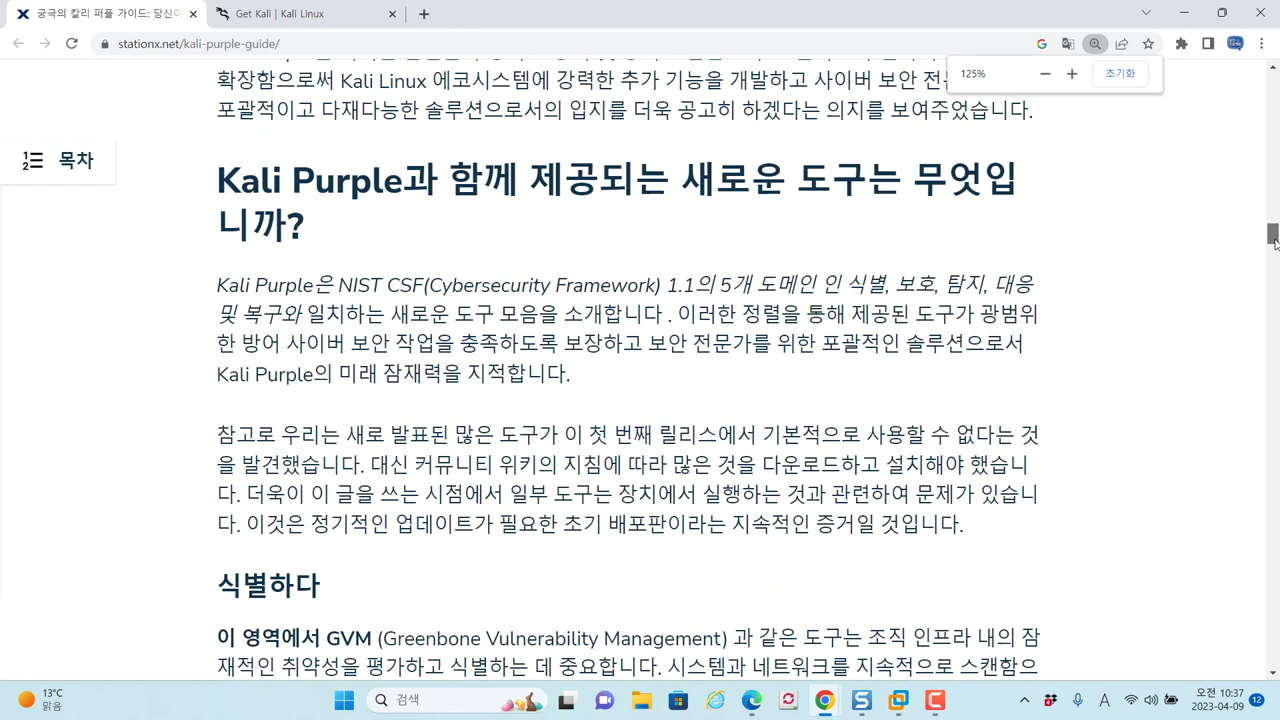 궁극의 칼리 퍼플 가이드: 당신이
Get Kali | Kali Linux
stationx.net/kali-purple-guide/
125%
초기화
확장함으로써 Kali Linux 에코시스템에 강력한 추가 기능을 개발하고 사이버 보안
포괄적이고 다재다능한 솔루션으로서의 입지를 더욱 공고히 하겠다는 의지를 보여주었습니다.
목차
Kali Purple과 함께 제공되는 새로운 도구는 무엇입
니까?
Kali Purple은 NIST CSF(Cybersecurity Framework) 1.1의 5개 도메인 인 식별, 보호, 탐지, 대응
및 복구와 일치하는 새로운 도구 모음을 소개합니다 . 이러한 정렬을 통해 제공된 도구가 광범위
한 방어 사이버 보안 작업을 충족하도록 보장하고 보안 전문가를 위한 포괄적인 솔루션으로서
Kali Purple의 미래 잠재력을 지적합니다.
참고로 우리는 새로 발표된 많은 도구가 이 첫 번째 릴리스에서 기본적으로 사용할 수 없다는 것
을 발견했습니다. 대신 커뮤니티 위키의 지침에 따라 많은 것을 다운로드하고 설치해야 했습니
다. 더욱이 이 글을 쓰는 시점에서 일부 도구는 장치에서 실행하는 것과 관련하여 문제가 있습니
다. 이것은 정기적인 업데이트가 필요한 초기 배포판이라는 지속적인 증거일 것입니다.
식별하다
이 영역에서 GVM (Greenbone Vulnerability Management) 과 같은 도구는 조직 인프라 내의 잠
재적인 취약성을 평가하고 식별하는 데 중요합니다. 시스템과 네트워크를 지속적으로 스캔함으
13°C
맑음
검색
A
오전 10:37
2023-04-09
12